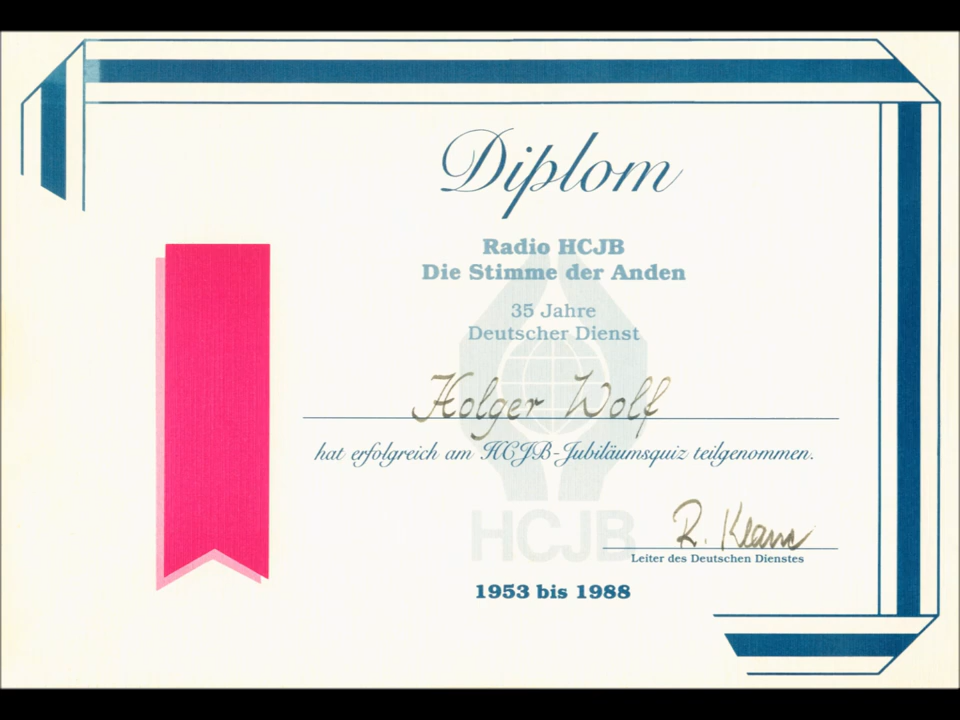 Diplom
Radio HCJB
Die Stimme der Anden
35 Jahre
Deutscher Dienst
Holger Wolf
hat erfolgreich am HCJB-Jubiläumsquiz teilgenommen.
HCJB
R. Klanc
Leiter des Deutschen Dienstes
1953 bis 1988